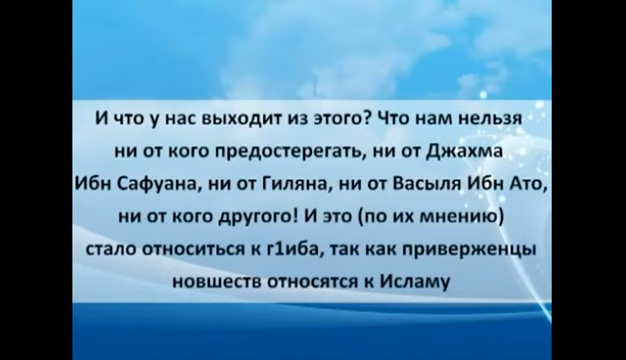 И что у нас выходит из этого? Что нам нельзя
ни от кого предостерегать, ни от Джахма
Ибн Сафуана, ни от Гиляна, ни от Васыля Ибн Ато,
ни от кого другого! И это (по их мнению)
стало относиться к г1иба, так как приверженцы
новшеств относятся к Исламу